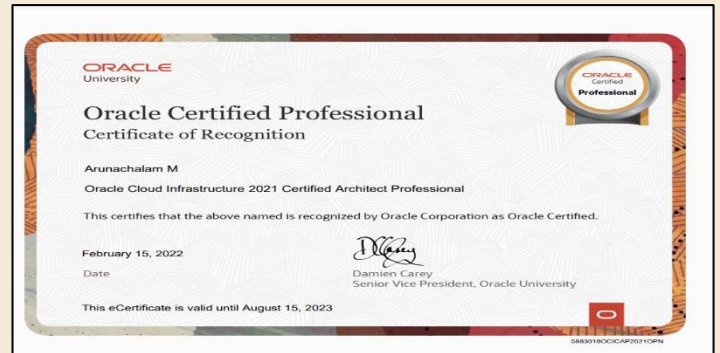 ORACLE
University
ORACLE
Certified
Professional
Oracle Certified Professional
Certificate of Recognition
Arunachalam M
Oracle Cloud Infrastructure 2021 Certified Architect Professional
This certifies that the above named is recognized by Oracle Corporation as Oracle Certified.
February 15, 2022
DCarey
Date
Damien Carey
Senior Vice President, Oracle University
This eCertificate is valid until August 15, 2023
5883018OCICAP2021OPN